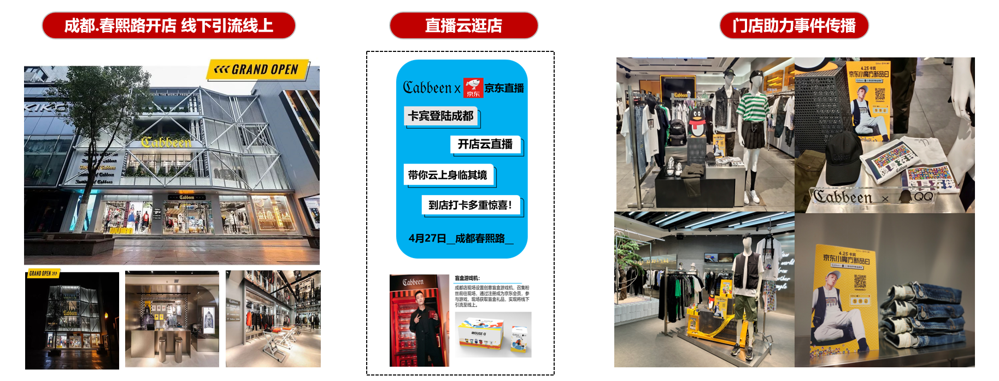 成都.春熙路开店 线下引流线上
GRAND OPEN
KIKO
Cabbeen
Cabbeen
GRAND OPEN
Cabbeen
直播云逛店
Cabbeen x 京东 京东直播
卡宾登陆成都
开店云直播
带你云上身临其境
到店打卡多重惊喜！
4月27日__成都春熙路__
Cabbeen
盲盒游戏机：
成都店现场设置创意盲盒游戏机，召集粉
丝前往现场，通过注册成为京东会员，参
与游戏，现场获取盲盒礼品，实现将线下
引流至线上。
MOUSE Q
门店助力事件传播
Cabbeen
4.25 卡宾
京东小魔方新品日
Cabbeen × QQ
4.25 卡宾
京东小魔方新品日